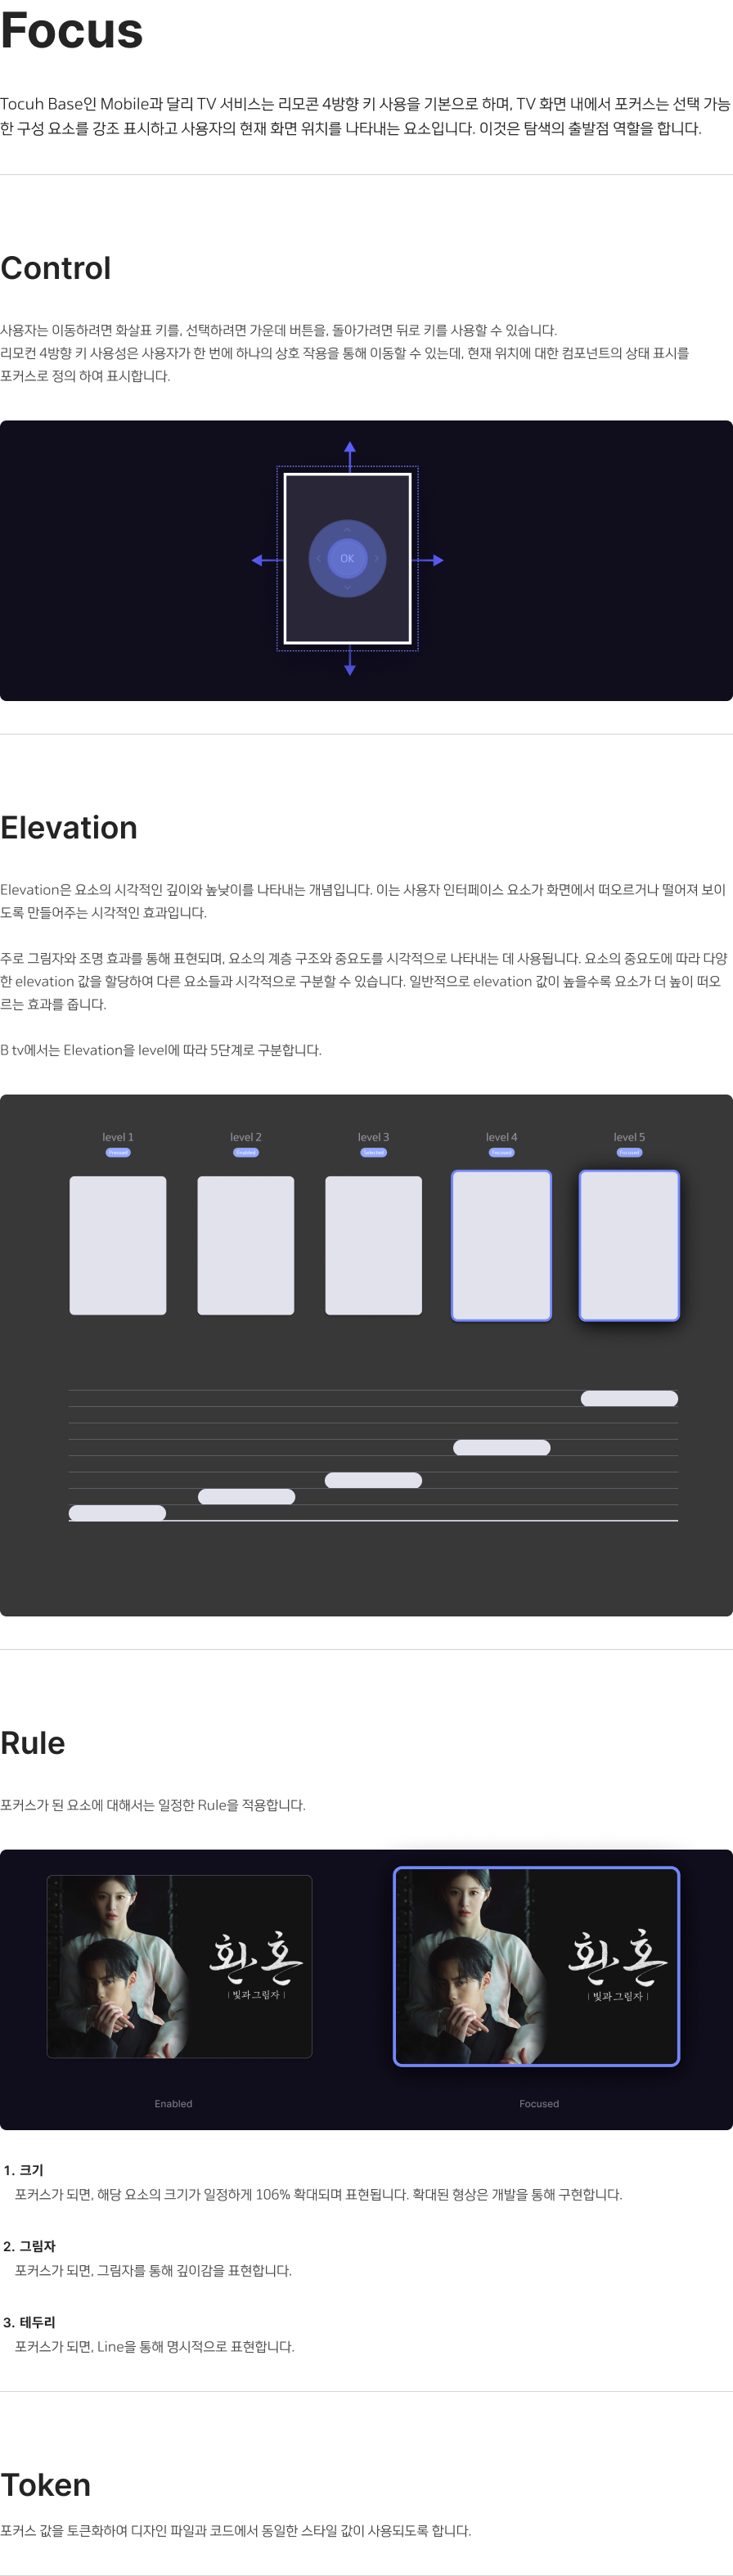 Focus
Tocuh Base인 Mobile과 달리 TV 서비스는 리모콘 4방향 키 사용을 기본으로 하며, TV 화면 내에서 포커스는 선택 가능
한 구성 요소를 강조 표시하고 사용자의 현재 화면 위치를 나타내는 요소입니다. 이것은 탐색의 출발점 역할을 합니다.
Control
사용자는 이동하려면 화살표 키를, 선택하려면 가운데 버튼을, 돌아가려면 뒤로 키를 사용할 수 있습니다.
리모컨 4방향 키 사용성은 사용자가 한 번에 하나의 상호 작용을 통해 이동할 수 있는데, 현재 위치에 대한 컴포넌트의 상태 표시를
포커스로 정의 하여 표시합니다.
OK
Elevation
Elevation은 요소의 시각적인 깊이와 높낮이를 나타내는 개념입니다. 이는 사용자 인터페이스 요소가 화면에서 떠오르거나 떨어져 보이
도록 만들어주는 시각적인 효과입니다.
주로 그림자와 조명 효과를 통해 표현되며, 요소의 계층 구조와 중요도를 시각적으로 나타내는 데 사용됩니다. 요소의 중요도에 따라 다양
한 elevation 값을 할당하여 다른 요소들과 시각적으로 구분할 수 있습니다. 일반적으로 elevation 값이 높을수록 요소가 더 높이 떠오
르는 효과를 줍니다.
B tv에서는 Elevation을 level에 따라 5단계로 구분합니다.
level 1 level 2 level 3 level 4 level 5
Pressed Enabled Selected Focused Focused
Rule
포커스가 된 요소에 대해서는 일정한 Rule을 적용합니다.
환혼
빛과 그림자
환혼
빛과 그림자
Enabled Focused
1. 크기
포커스가 되면, 해당 요소의 크기가 일정하게 106% 확대되며 표현됩니다. 확대된 형상은 개발을 통해 구현합니다.
2. 그림자
포커스가 되면, 그림자를 통해 깊이감을 표현합니다.
3. 테두리
포커스가 되면, Line을 통해 명시적으로 표현합니다.
Token
포커스 값을 토큰화하여 디자인 파일과 코드에서 동일한 스타일 값이 사용되도록 합니다.